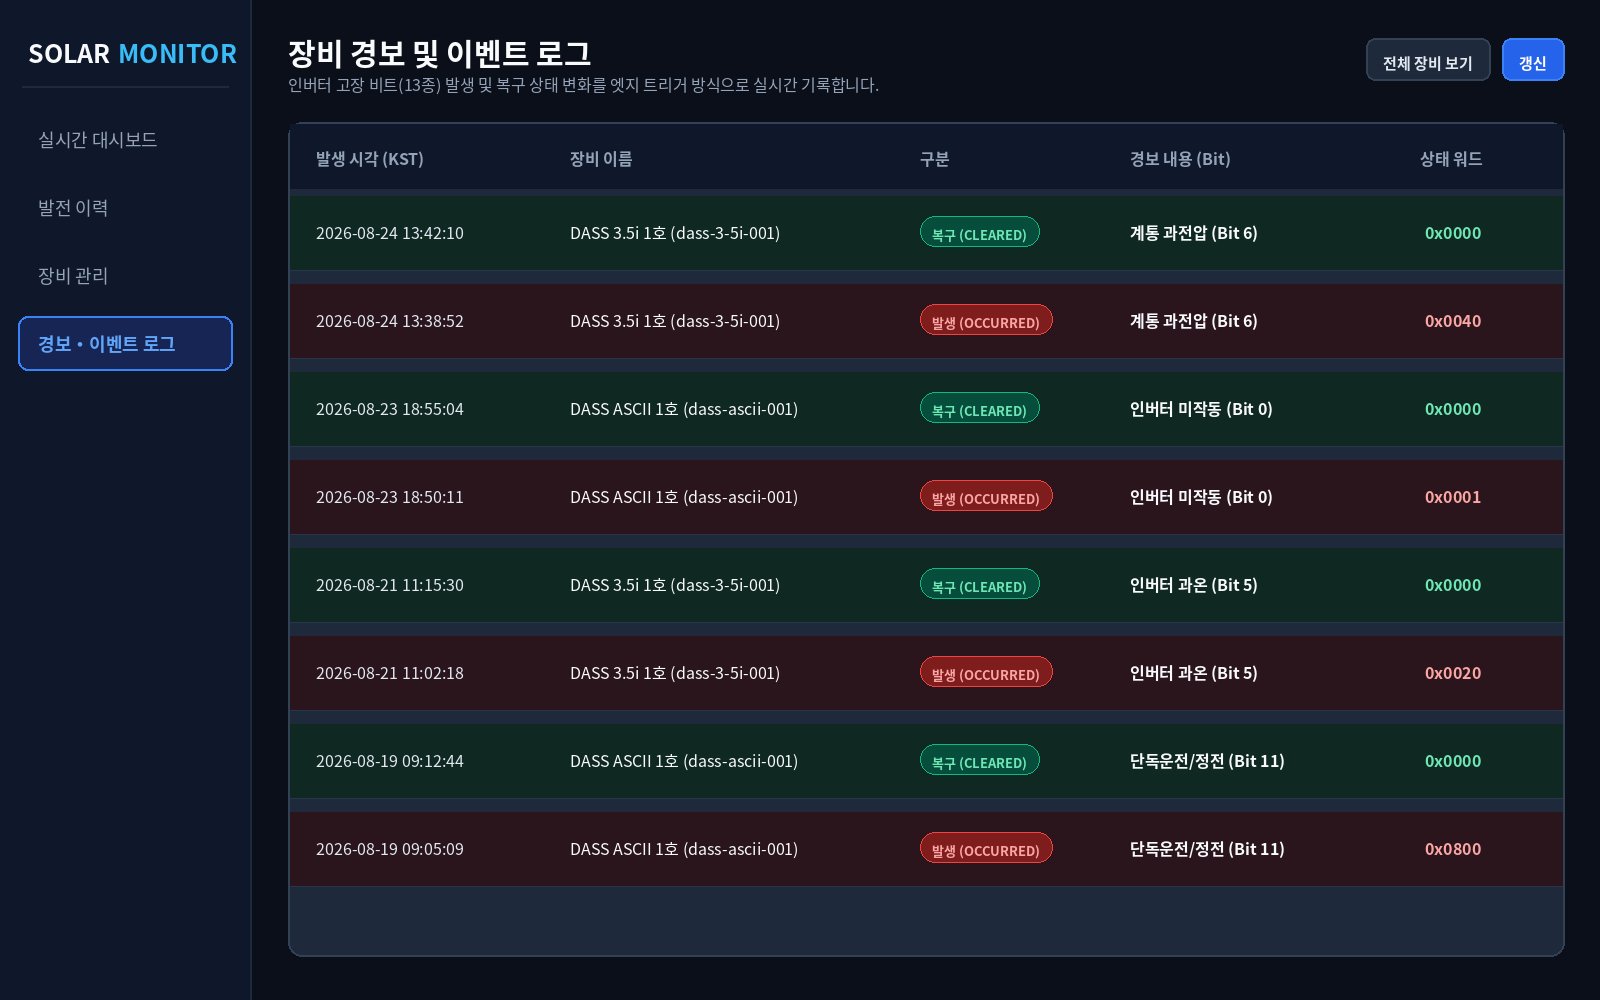 SOLAR MONITOR
실시간 대시보드
발전 이력
장비 관리
경보 • 이벤트 로그
장비 경보 및 이벤트 로그
인버터 고장 비트(13종) 발생 및 복구 상태 변화를 엣지 트리거 방식으로 실시간 기록합니다.
전체 장비 보기
갱신
발생 시각 (KST) 장비 이름 구분 경보 내용 (Bit) 상태 워드
2026-08-24 13:42:10 DASS 3.5i 1호 (dass-3-5i-001) 복구 (CLEARED) 계통 과전압 (Bit 6) 0x0000
2026-08-24 13:38:52 DASS 3.5i 1호 (dass-3-5i-001) 발생 (OCCURRED) 계통 과전압 (Bit 6) 0x0040
2026-08-23 18:55:04 DASS ASCII 1호 (dass-ascii-001) 복구 (CLEARED) 인버터 미작동 (Bit 0) 0x0000
2026-08-23 18:50:11 DASS ASCII 1호 (dass-ascii-001) 발생 (OCCURRED) 인버터 미작동 (Bit 0) 0x0001
2026-08-21 11:15:30 DASS 3.5i 1호 (dass-3-5i-001) 복구 (CLEARED) 인버터 과온 (Bit 5) 0x0000
2026-08-21 11:02:18 DASS 3.5i 1호 (dass-3-5i-001) 발생 (OCCURRED) 인버터 과온 (Bit 5) 0x0020
2026-08-19 09:12:44 DASS ASCII 1호 (dass-ascii-001) 복구 (CLEARED) 단독운전/정전 (Bit 11) 0x0000
2026-08-19 09:05:09 DASS ASCII 1호 (dass-ascii-001) 발생 (OCCURRED) 단독운전/정전 (Bit 11) 0x0800